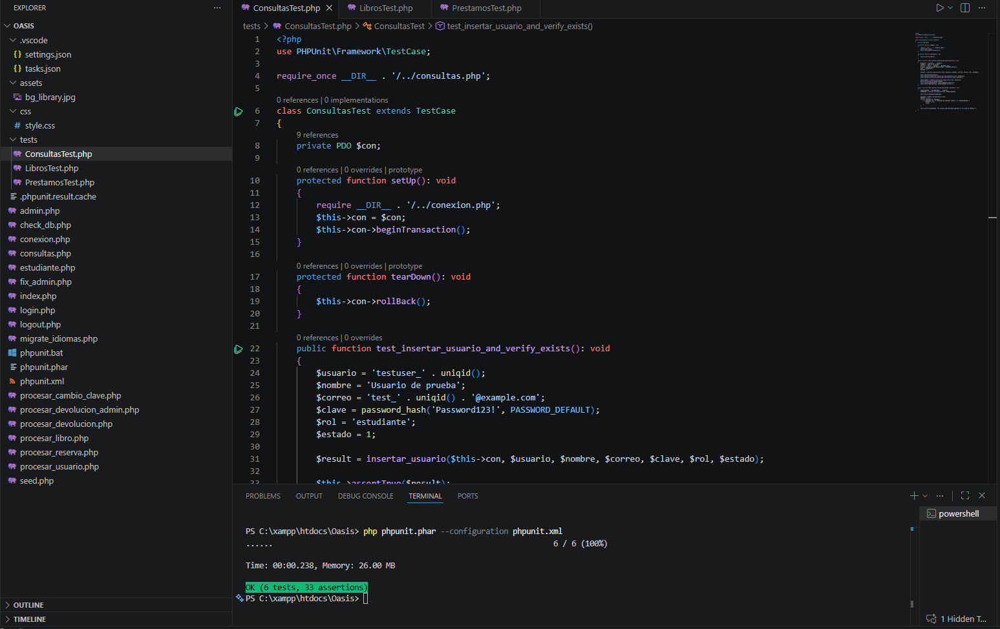 EXPLORER
OASIS
.vscode
settings.json
tasks.json
assets
bg_library.jpg
css
style.css
tests
ConsultasTest.php
LibrosTest.php
PrestamosTest.php
.phpunit.result.cache
admin.php
check_db.php
conexion.php
consultas.php
estudiante.php
fix_admin.php
index.php
login.php
logout.php
migrate_idiomas.php
phpunit.bat
phpunit.phar
phpunit.xml
procesar_cambio_clave.php
procesar_devolucion_admin.php
procesar_devolucion.php
procesar_libro.php
procesar_reserva.php
procesar_usuario.php
seed.php
OUTLINE
TIMELINE
ConsultasTest.php LibrosTest.php PrestamosTest.php
tests > ConsultasTest.php > ConsultasTest > test_insertar_usuario_and_verify_exists()
1 <?php
2 use PHPUnit\Framework\TestCase;
3
4 require_once __DIR__ . '/../consultas.php';
5
0 references | 0 implementations
6 class ConsultasTest extends TestCase
7 {
9 references
8 private PDO $con;
9
0 references | 0 overrides | prototype
10 protected function setUp(): void
11 {
12 require __DIR__ . '/../conexion.php';
13 $this->con = $con;
14 $this->con->beginTransaction();
15 }
16
0 references | 0 overrides | prototype
17 protected function tearDown(): void
18 {
19 $this->con->rollBack();
20 }
21
0 references | 0 overrides
22 public function test_insertar_usuario_and_verify_exists(): void
23 {
24 $usuario = 'testuser_' . uniqid();
25 $nombre = 'Usuario de prueba';
26 $correo = 'test_' . uniqid() . '@example.com';
27 $clave = password_hash('Password123!', PASSWORD_DEFAULT);
28 $rol = 'estudiante';
29 $estado = 1;
30
31 $result = insertar_usuario($this->con, $usuario, $nombre, $correo, $clave, $rol, $estado);
32
33 $this->assertTrue($result);
PROBLEMS OUTPUT DEBUG CONSOLE TERMINAL PORTS
PS C:\xampp\htdocs\Oasis> php phpunit.phar --configuration phpunit.xml
...... 6 / 6 (100%)
Time: 00:00.238, Memory: 26.00 MB
OK (6 tests, 33 assertions)
PS C:\xampp\htdocs\Oasis>
powershell
1 Hidden T...